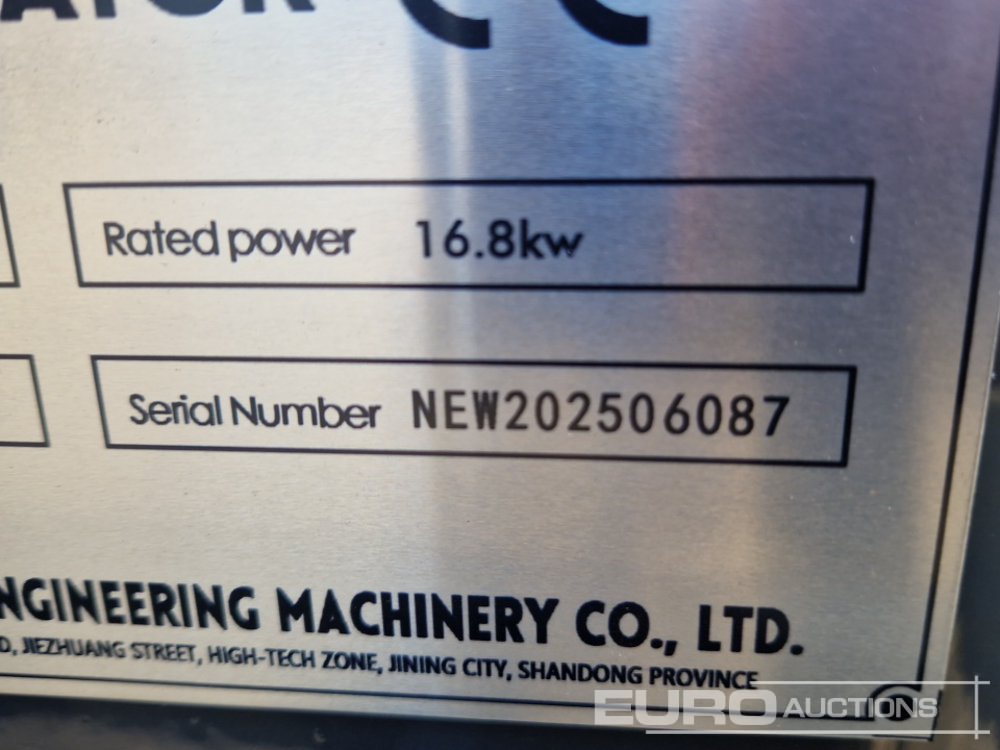 Rated power 16.8kw
Serial Number NEW202506087
ENGINEERING MACHINERY CO., LTD.
JIEZHUANG STREET, HIGH-TECH ZONE, JINING CITY, SHANDONG PROVINCE
EURO AUCTIONS